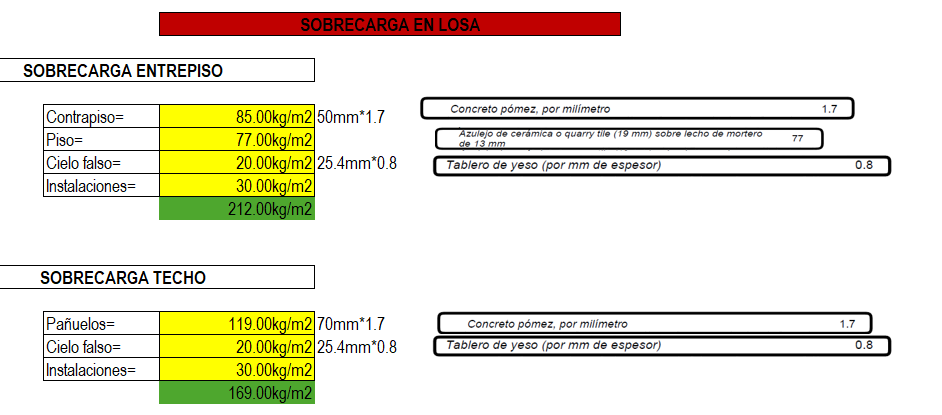 SOBRECARGA EN LOSA
SOBRECARGA ENTREPISO
Contrapiso= 85.00kg/m2 50mm*1.7 Concreto pómez, por milímetro 1.7
Piso= 77.00kg/m2 Azulejo de cerámica o quarry tile (19 mm) sobre lecho de mortero 77
de 13 mm
Cielo falso= 20.00kg/m2 25.4mm*0.8 Tablero de yeso (por mm de espesor) 0.8
Instalaciones= 30.00kg/m2
212.00kg/m2
SOBRECARGA TECHO
Pañuelos= 119.00kg/m2 70mm*1.7 Concreto pómez, por milímetro 1.7
Cielo falso= 20.00kg/m2 25.4mm*0.8 Tablero de yeso (por mm de espesor) 0.8
Instalaciones= 30.00kg/m2
169.00kg/m2